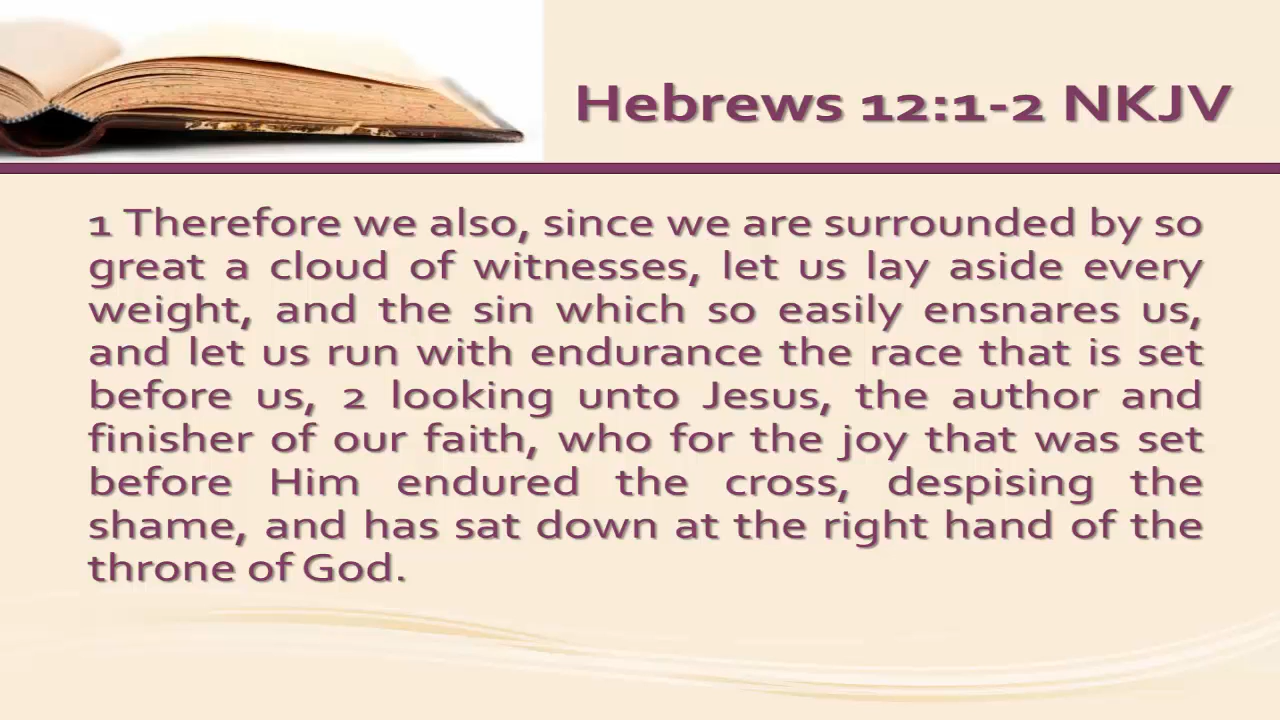 Hebrews 12:1-2 NKJV
1 Therefore we also, since we are surrounded by so
great a cloud of witnesses, let us lay aside every
weight, and the sin which so easily ensnares us,
and let us run with endurance the race that is set
before us, 2 looking unto Jesus, the author and
finisher of our faith, who for the joy that was set
before Him endured the cross, despising the
shame, and has sat down at the right hand of the
throne of God.